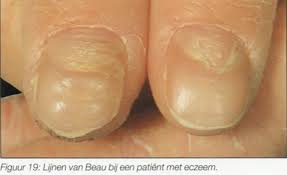 Figuur 19: Lijnen van Beau bij een patiënt met eczeem.